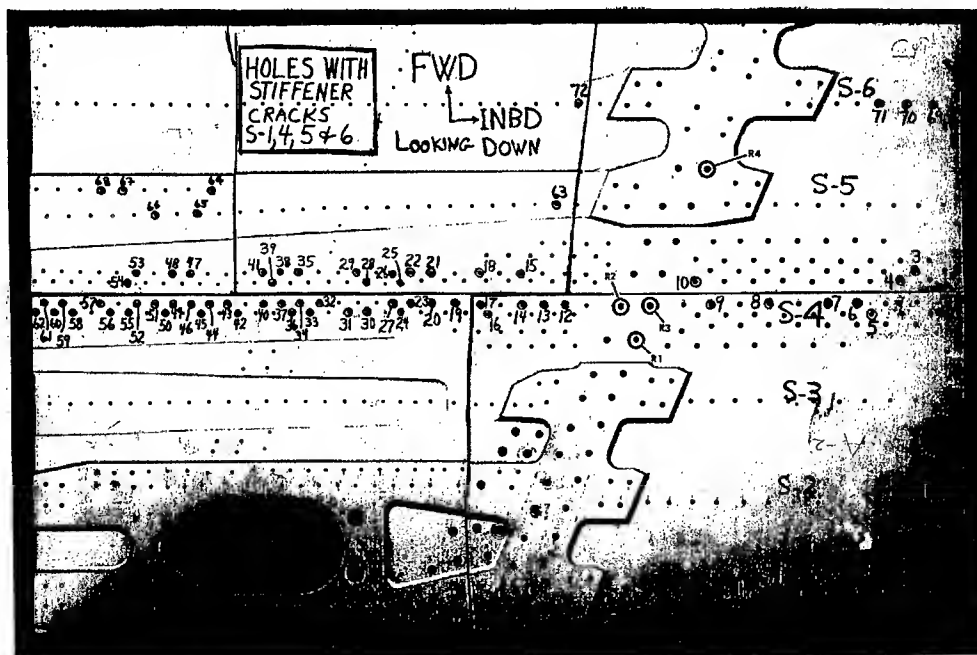 HOLES WITH
STIFFENER
CRACKS
S-1,4, 5 & 6
FWD
INBD
LOOKING DOWN
72
S-6
71 70 69
R4
S-5
68 67 64
66 65
63
39
25
53 48 47 41 38 35 29 28 26 22 21 18 15
54
R2
10
3
4
57 32 23 17 9 8 S-4 7 6
62 60 58 56 55 51 50 49 45 43 42 40 37 36 33 31 30 27 24 20 19 16 14 13 12
R3
5
61 59 52 46 44 34
R1
S-3
S-2